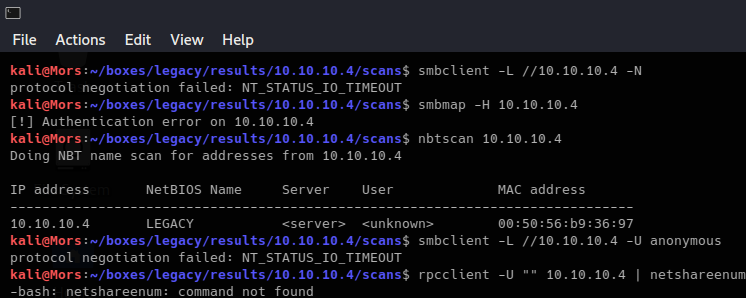 File Actions Edit View Help
kali@Mors:~/boxes/legacy/results/10.10.10.4/scans$ smbclient -L //10.10.10.4 -N
protocol negotiation failed: NT_STATUS_IO_TIMEOUT
kali@Mors:~/boxes/legacy/results/10.10.10.4/scans$ smbmap -H 10.10.10.4
[!] Authentication error on 10.10.10.4
kali@Mors:~/boxes/legacy/results/10.10.10.4/scans$ nbtscan 10.10.10.4
Doing NBT name scan for addresses from 10.10.10.4
IP address NetBIOS Name Server User MAC address
------------------------------------------------------------------------------
10.10.10.4 LEGACY <server> <unknown> 00:50:56:b9:36:97
kali@Mors:~/boxes/legacy/results/10.10.10.4/scans$ smbclient -L //10.10.10.4 -U anonymous
protocol negotiation failed: NT_STATUS_IO_TIMEOUT
kali@Mors:~/boxes/legacy/results/10.10.10.4/scans$ rpcclient -U "" 10.10.10.4 | netshareenum
-bash: netshareenum: command not found